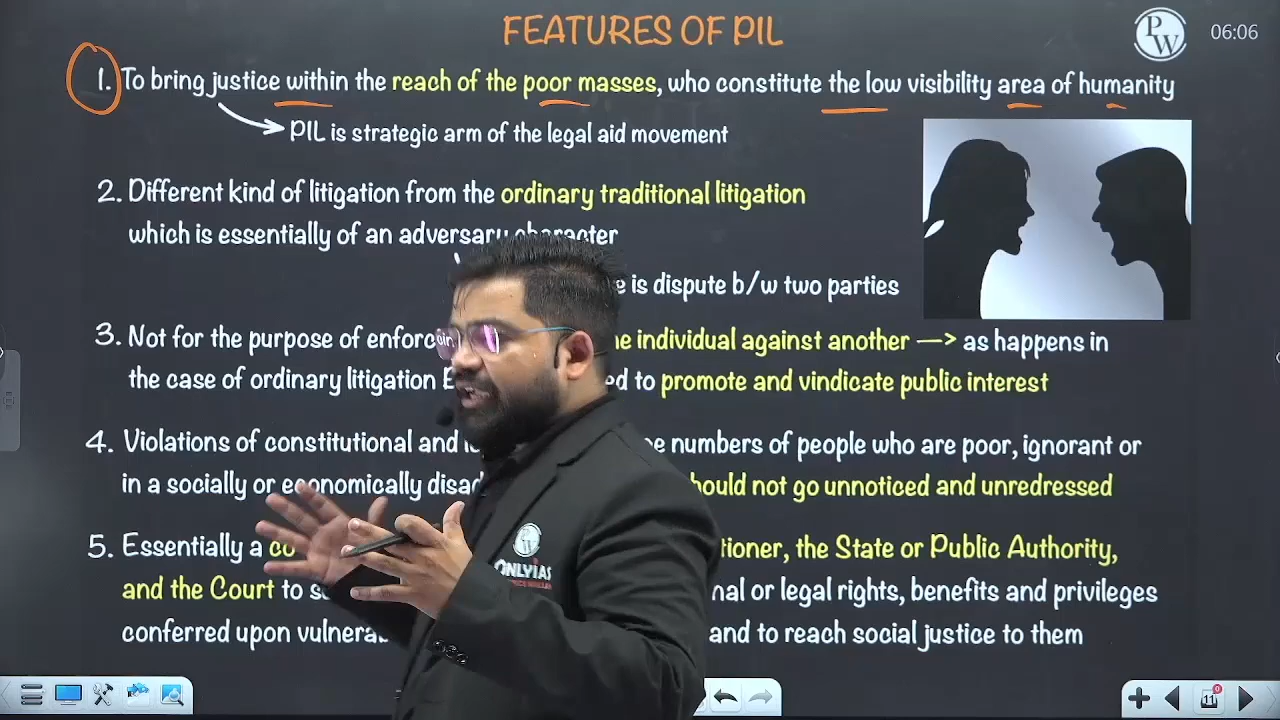 FEATURES OF PIL
PW
06:06
1. To bring justice within the reach of the poor masses, who constitute the low visibility area of humanity
PIL is strategic arm of the legal aid movement
2. Different kind of litigation from the ordinary traditional litigation
which is essentially of an adversary character
is dispute b/w two parties
3. Not for the purpose of individual against another —> as happens in
the case of ordinary litigation to promote and vindicate public interest
4. Violations of constitutional and numbers of people who are poor, ignorant or
in a socially or economically should not go unnoticed and unredressed
5. Essentially a the State or Public Authority,
and the Court to or legal rights, benefits and privileges
conferred upon and to reach social justice to them
ONLYIAS
11